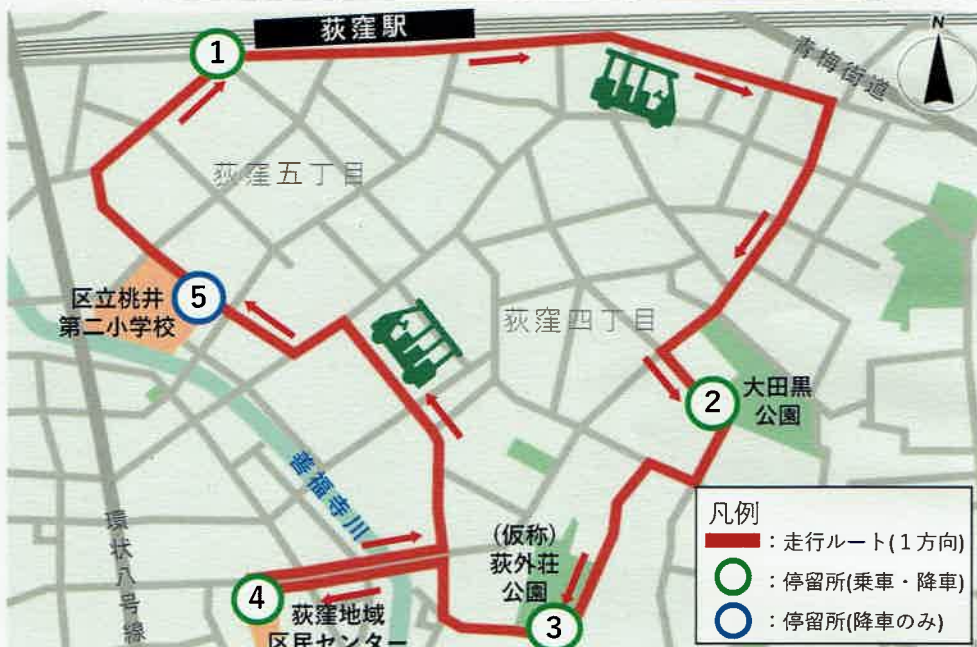 荻窪駅
1
N
青梅街道
荻窪五丁目
5
区立桃井
第二小学校
荻窪四丁目
2
大田黒
公園
善福寺川
環状八号線
(仮称)
荻外荘
公園
4
荻窪地域
区民センター
3
凡例
:走行ルート(1方向)
:停留所(乗車・降車)
:停留所(降車のみ)